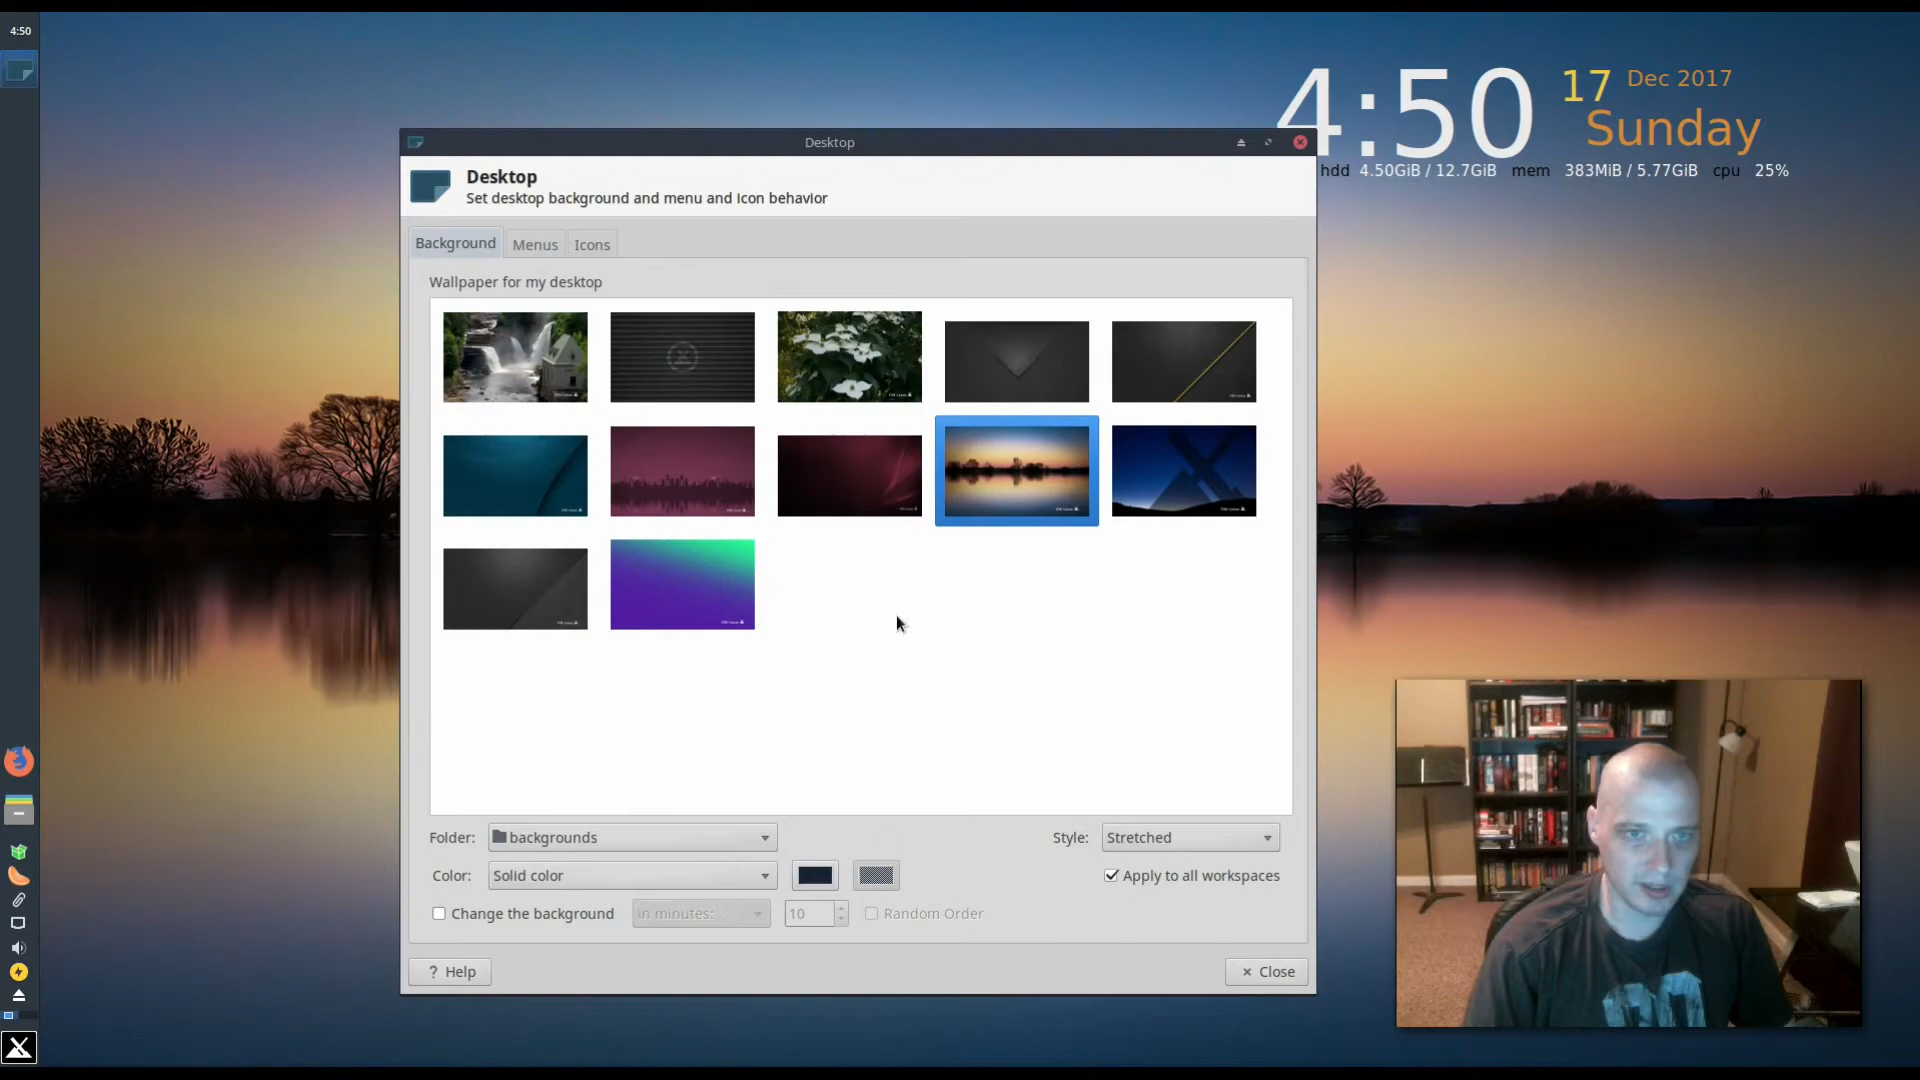 4:50
4:50
17
Dec 2017
Sunday
hdd 4.50GiB / 12.7GiB mem 383MiB / 5.77GiB cpu 25%
Desktop
Desktop
Set desktop background and menu and icon behavior
Background
Menus
Icons
Wallpaper for my desktop
Folder:
backgrounds
Style:
Stretched
Color:
Solid color
Apply to all workspaces
Change the background
in minutes:
10
Random Order
? Help
× Close